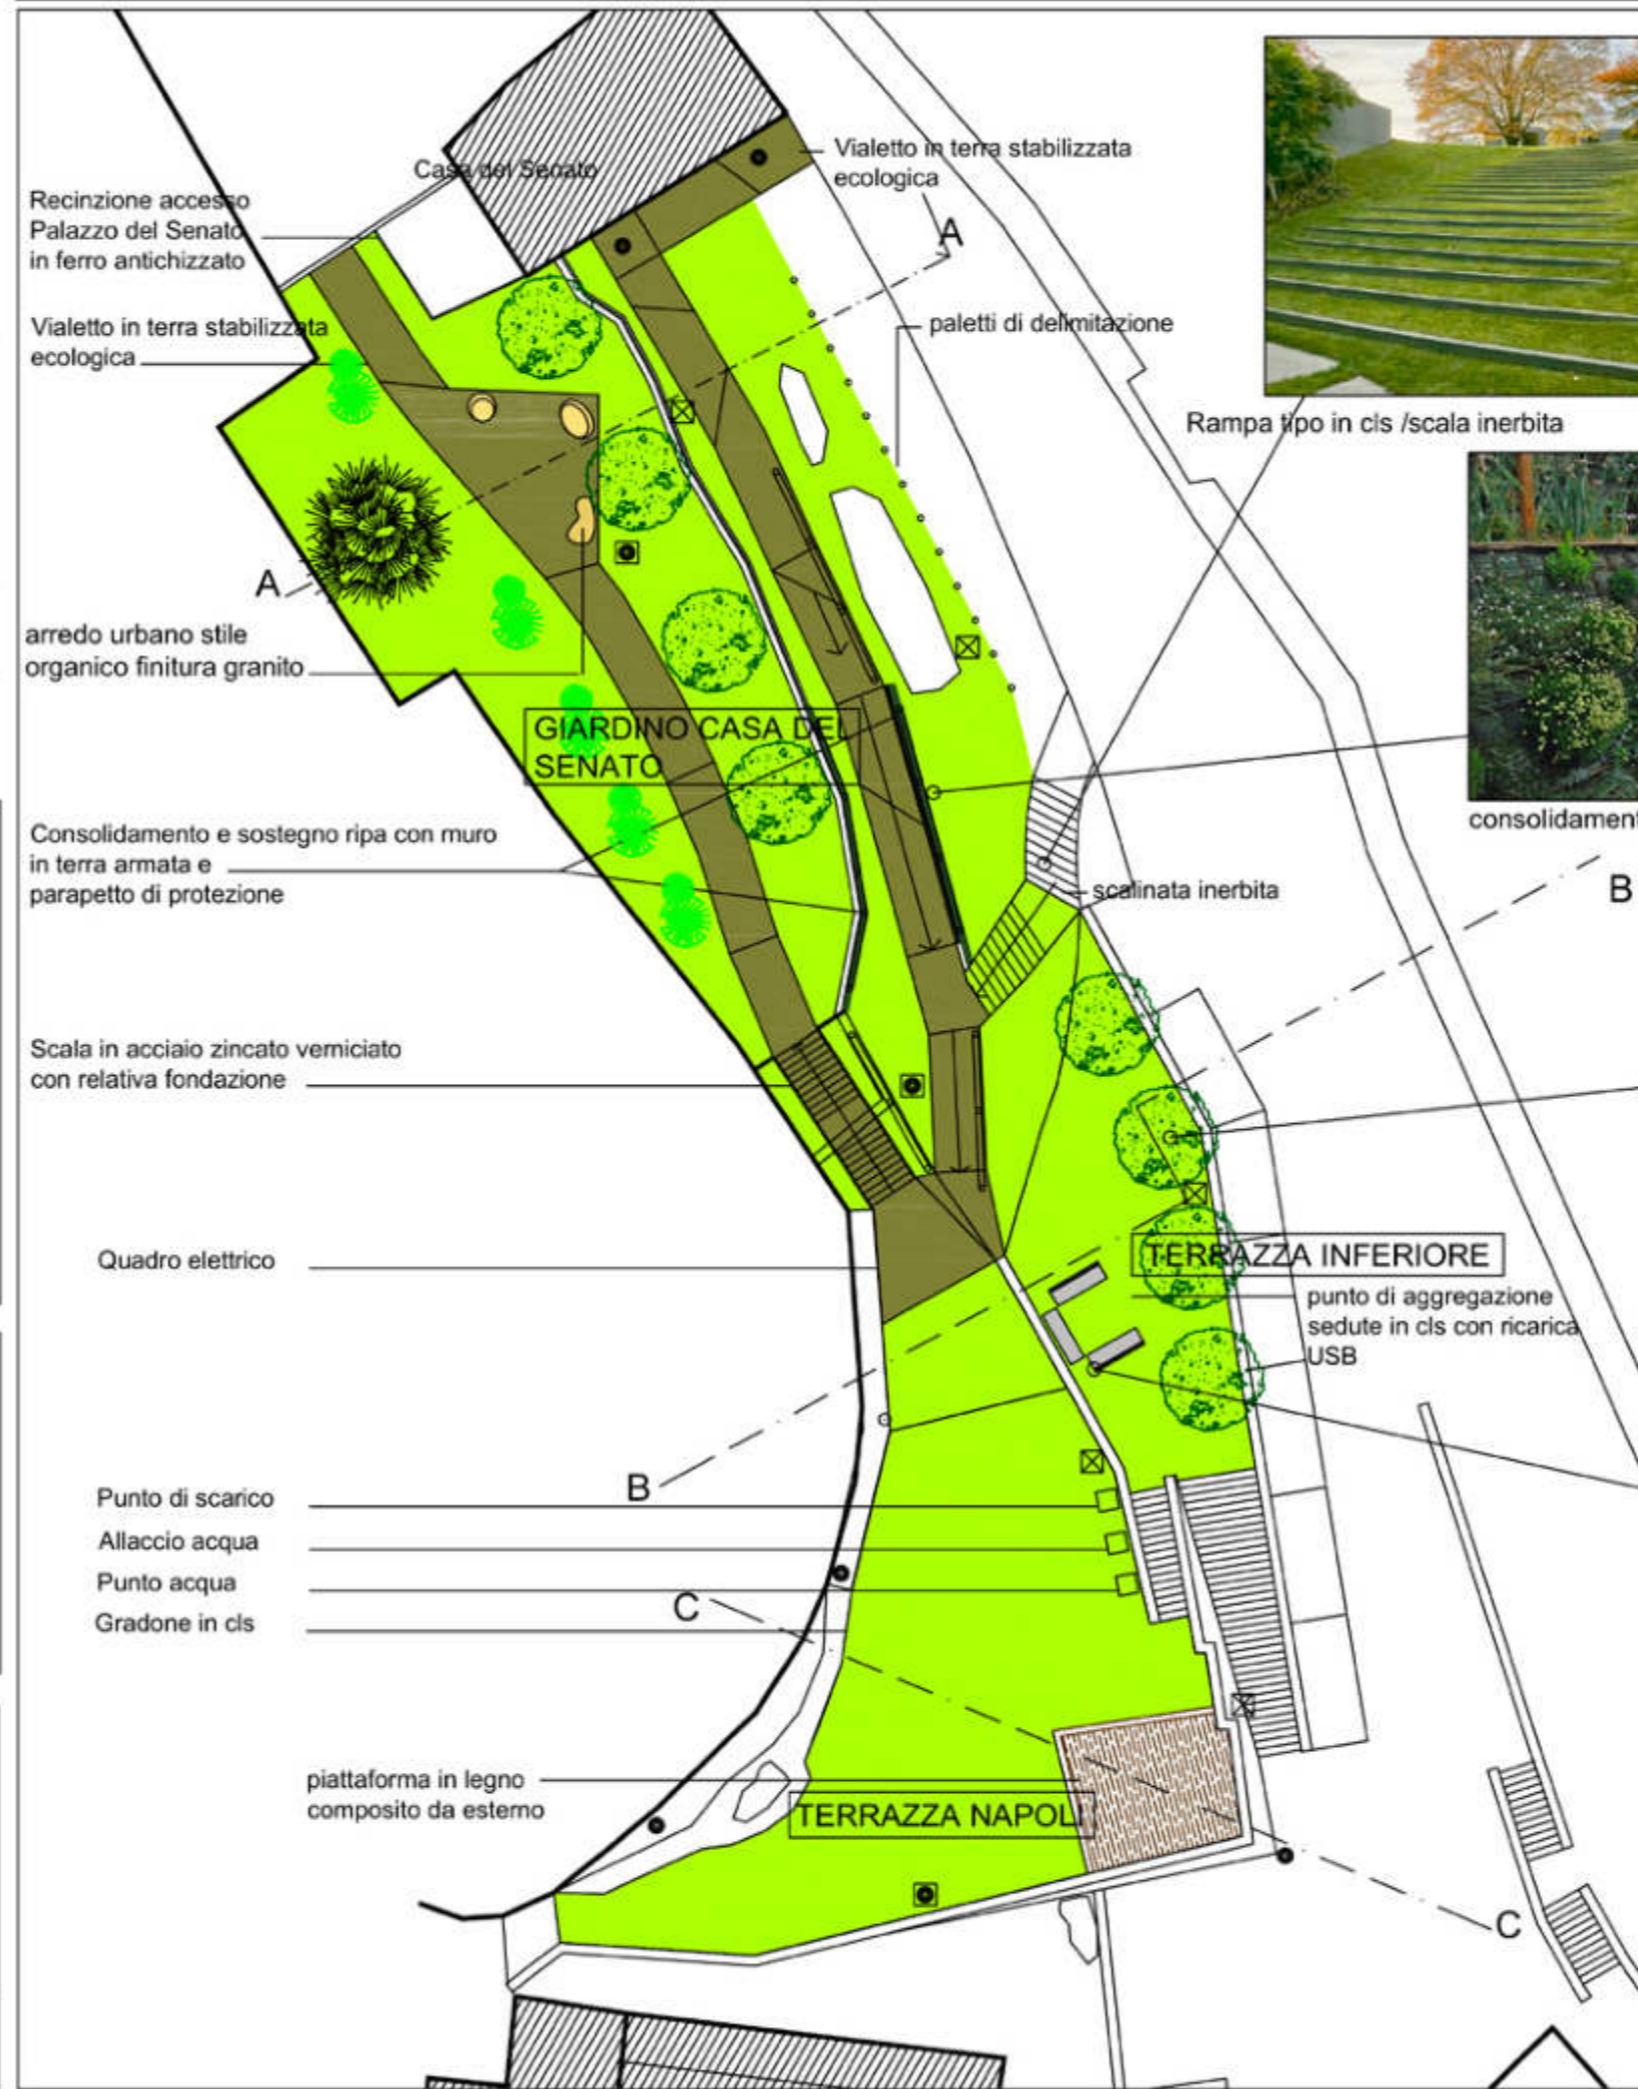 Casa del Senato
Vialetto in terra stabilizzata
ecologica
Recinzione accesso
Palazzo del Senato
in ferro antichizzato
A
Vialetto in terra stabilizzata
ecologica
paletti di delimitazione
Rampa tipo in cls /scala inerbita
A
arredo urbano stile
organico finitura granito
GIARDINO CASA DEL
SENATO
consolidament
Consolidamento e sostegno ripa con muro
in terra armata e
parapetto di protezione
scalinata inerbita
B
Scala in acciaio zincato verniciato
con relativa fondazione
Quadro elettrico
TERRAZZA INFERIORE
punto di aggregazione
sedute in cls con ricarica
USB
B
Punto di scarico
Allaccio acqua
Punto acqua
Gradone in cls
C
piattaforma in legno
composito da esterno
TERRAZZA NAPOLI
C